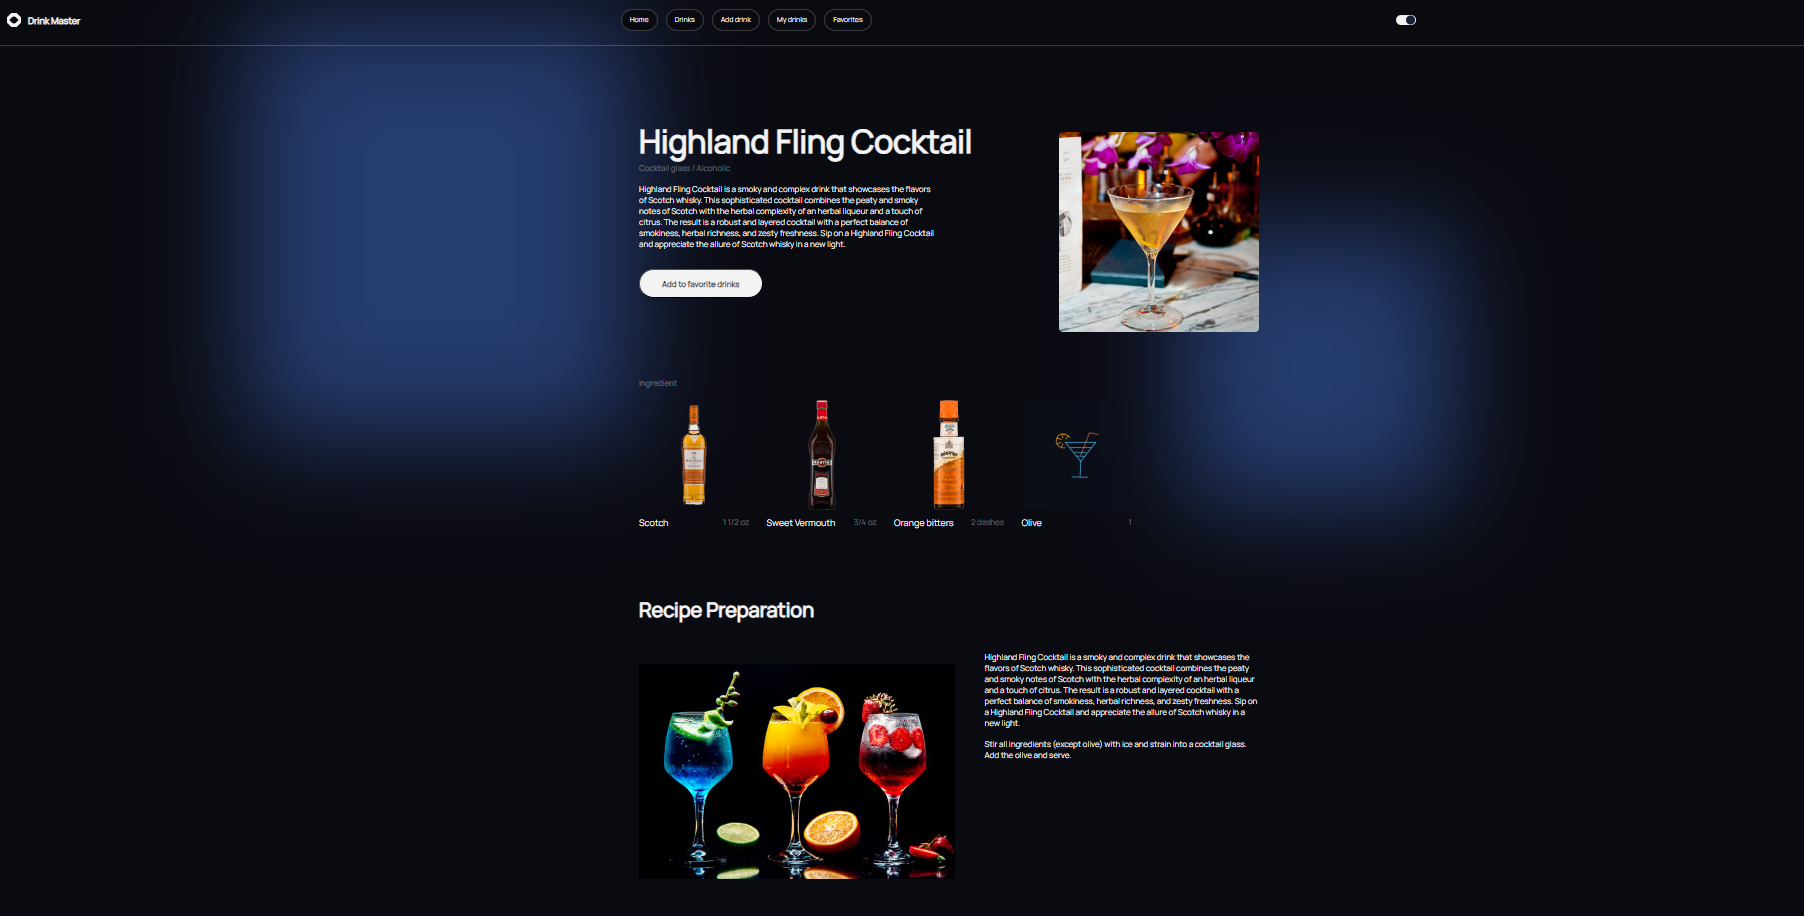 Drink Master
Home
Drinks
Add drink
My drinks
Favorites
Highland Fling Cocktail
Cocktail glass / Alcoholic
Highland Fling Cocktail is a smoky and complex drink that showcases the flavors
of Scotch whisky. This sophisticated cocktail combines the peaty and smoky
notes of Scotch with the herbal complexity of an herbal liqueur and a touch of
citrus. The result is a robust and layered cocktail with a perfect balance of
smokiness, herbal richness, and zesty freshness. Sip on a Highland Fling Cocktail
and appreciate the allure of Scotch whisky in a new light.
Add to favorite drinks
Ingredient
MARTINI
Scotch
1 1/2 oz
Sweet Vermouth
3/4 oz
Orange bitters
2 dashes
Olive
1
Recipe Preparation
Highland Fling Cocktail is a smoky and complex drink that showcases the
flavors of Scotch whisky. This sophisticated cocktail combines the peaty
and smoky notes of Scotch with the herbal complexity of an herbal liqueur
and a touch of citrus. The result is a robust and layered cocktail with a
perfect balance of smokiness, herbal richness, and zesty freshness. Sip on
a Highland Fling Cocktail and appreciate the allure of Scotch whisky in a
new light.
Stir all ingredients (except olive) with ice and strain into a cocktail glass.
Add the olive and serve.